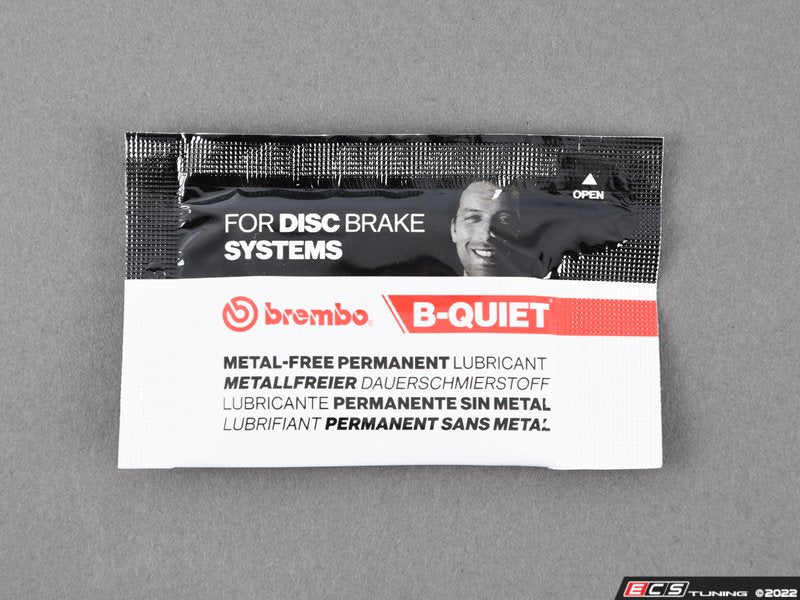 OPEN
FOR DISC BRAKE
SYSTEMS
brembo®
B-QUIET
METAL-FREE PERMANENT LUBRICANT
METALLFREIER DAUERSCHMIERSTOFF
LUBRICANTE PERMANENTE SIN METAL
LUBRIFIANT PERMANENT SANS METAL
ECS TUNING ©2022